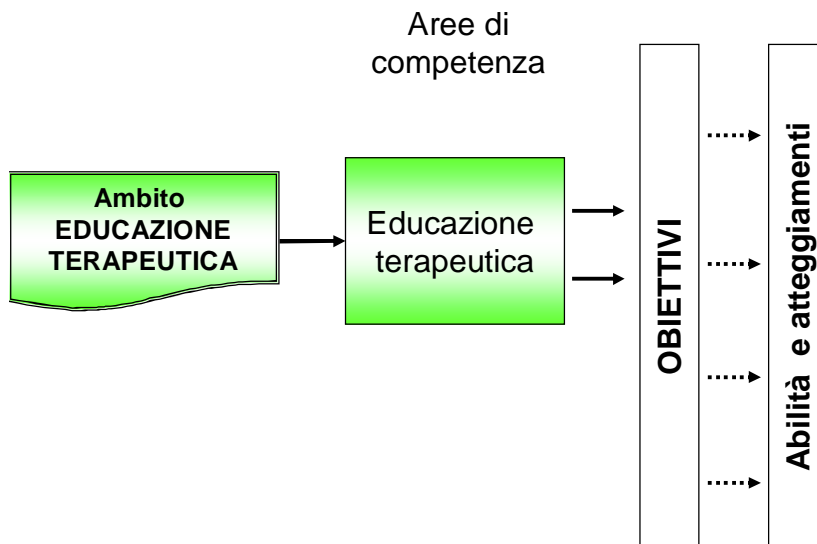 Aree di
competenza
Ambito
EDUCAZIONE
TERAPEUTICA
Educazione
terapeutica
OBIETTIVI
Abilità e atteggiamenti